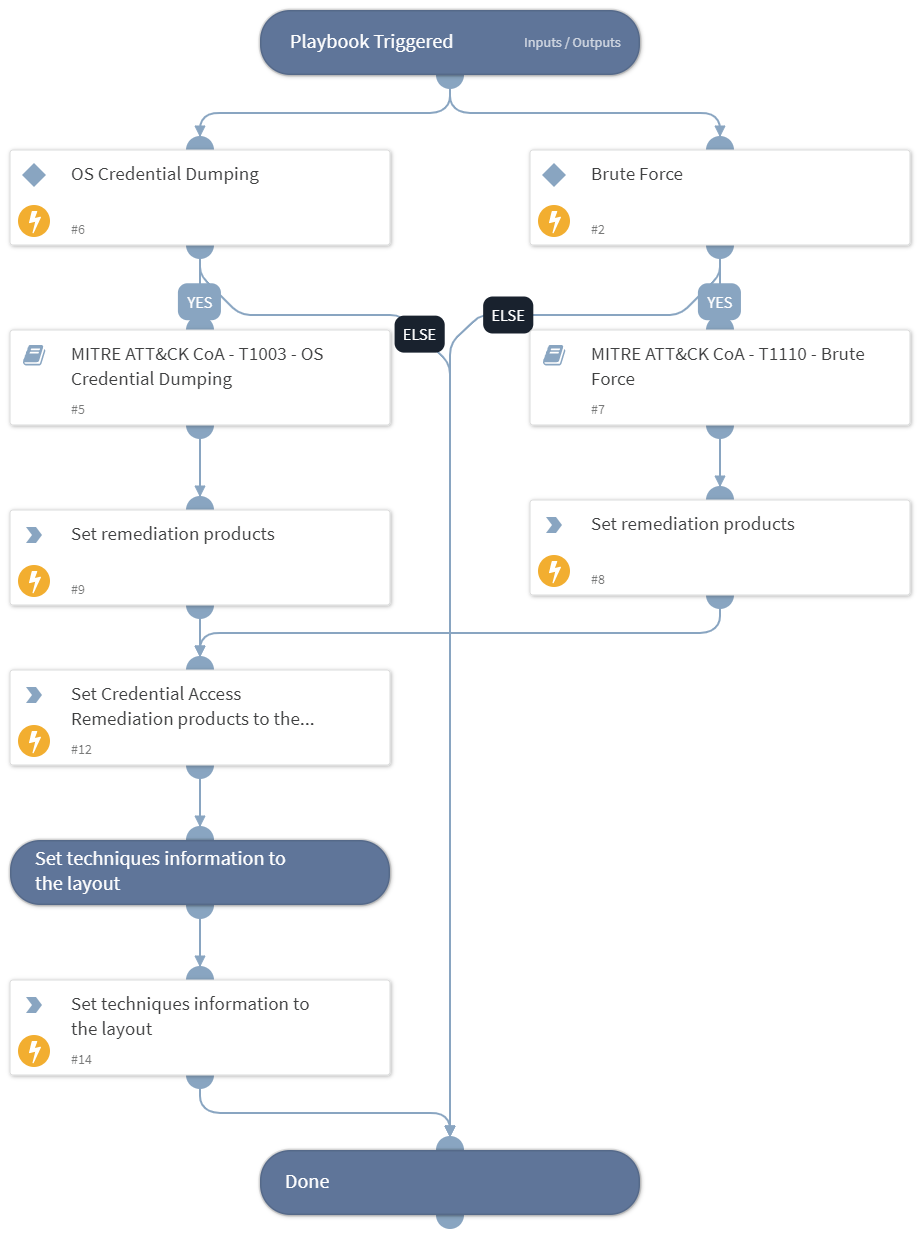 Playbook Triggered
Inputs / Outputs
OS Credential Dumping
#6
Brute Force
#2
YES
ELSE
ELSE
YES
MITRE ATT&CK CoA - T1003 - OS
Credential Dumping
#5
MITRE ATT&CK CoA - T1110 - Brute
Force
#7
Set remediation products
#9
Set remediation products
#8
Set Credential Access
Remediation products to the...
#12
Set techniques information to
the layout
Set techniques information to
the layout
#14
Done